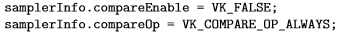 samplerInfo.compareEnable = VK_FALSE;
samplerInfo.compareOp = VK_COMPARE_OP_ALWAYS;